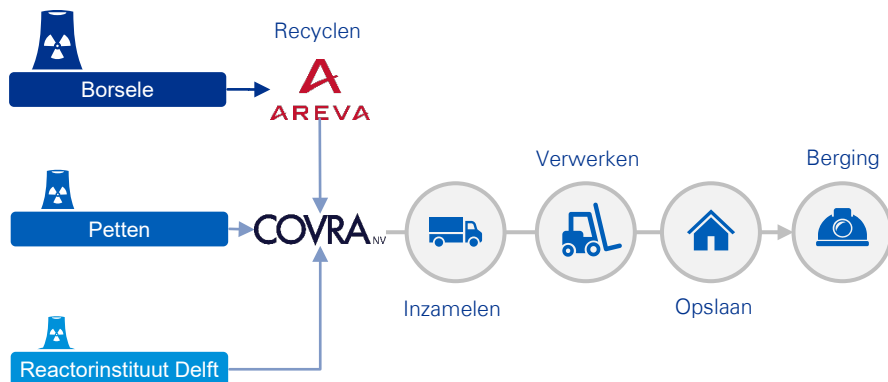 Recyclen
Borsele
AREVA
Verwerken
Berging
Petten
COVRA NV
Inzamelen
Opslaan
Reactorinstituut Delft